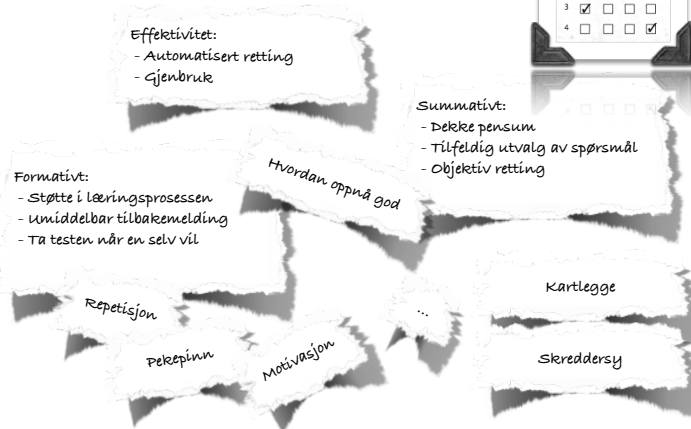 3
4
Effektivitet:
- Automatisert retting
- Gjenbruk
Summativt:
- Dekke pensum
- Tilfeldig utvalg av spørsmål
- Objektiv retting
Hvordan oppnå god
Formativt:
- Støtte i læringsprosessen
- Umiddelbar tilbakemelding
- Ta testen når en selv vil
Repetisjon
Pekepinn
Motivasjon
...
Kartlegge
Skreddersy